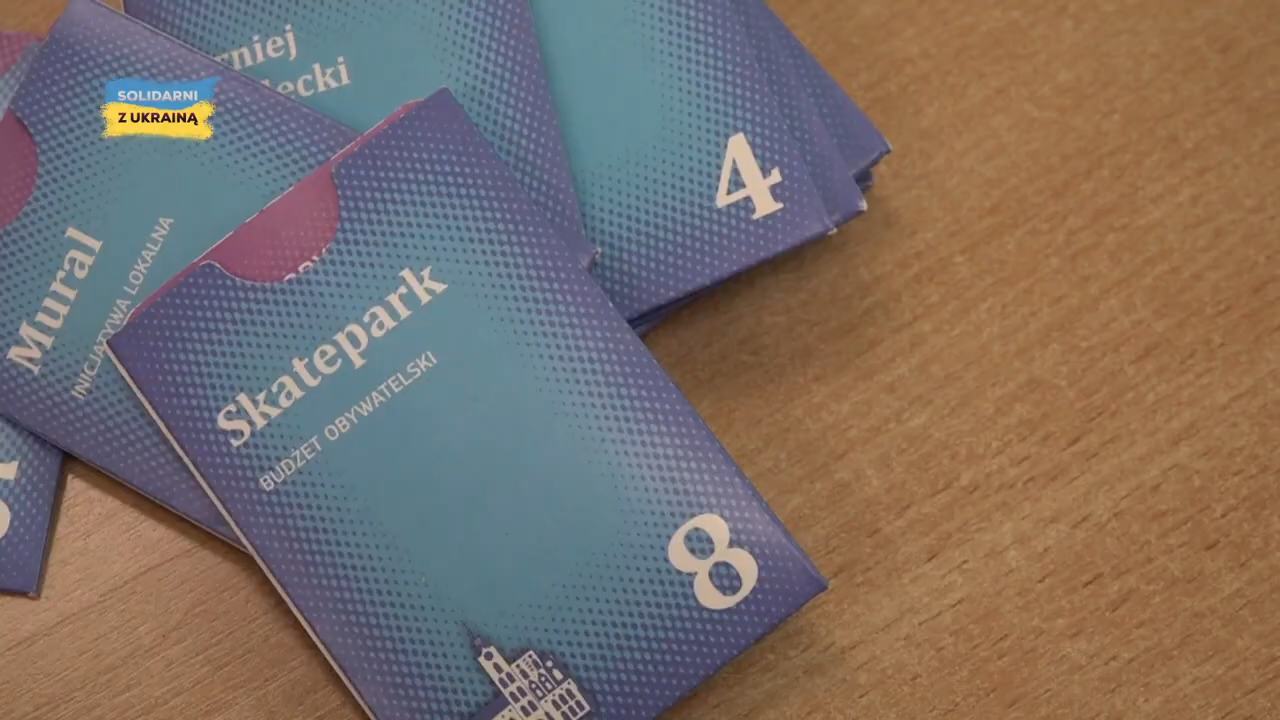 SOLIDARNI
Z UKRAINĄ
Mural
INICJATYWA LOKALNA
4
Skatepark
BUDŻET OBYWATELSKI
8